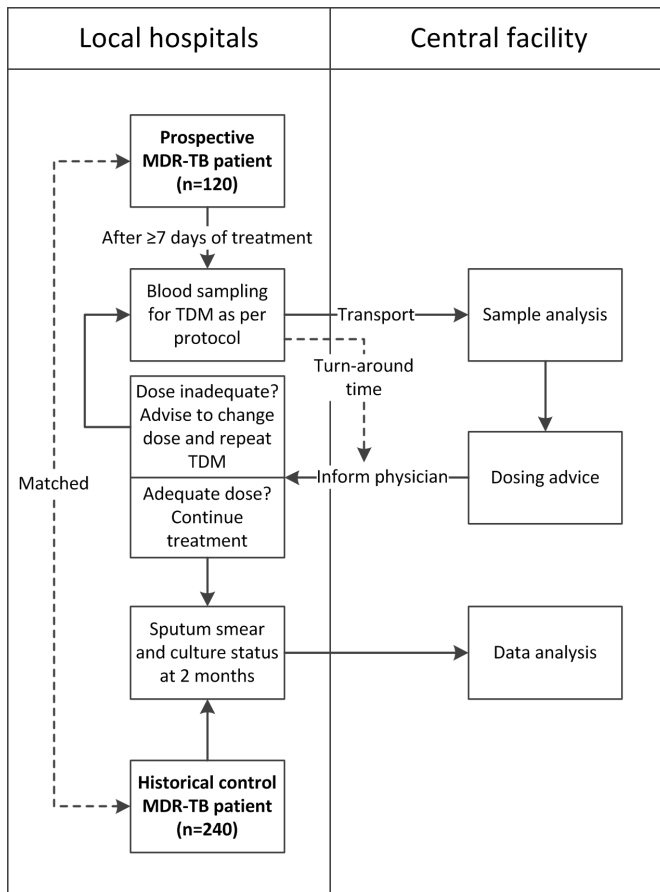 Local hospitals
Central facility
Prospective
MDR-TB patient
(n=120)
After ≥7 days of treatment
Blood sampling
for TDM as per
protocol
Transport
Sample analysis
Turn-around
time
Dose inadequate?
Advise to change
dose and repeat
TDM
Matched
Inform physician
Dosing advice
Adequate dose?
Continue
treatment
Sputum smear
and culture status
at 2 months
Data analysis
Historical control
MDR-TB patient
(n=240)